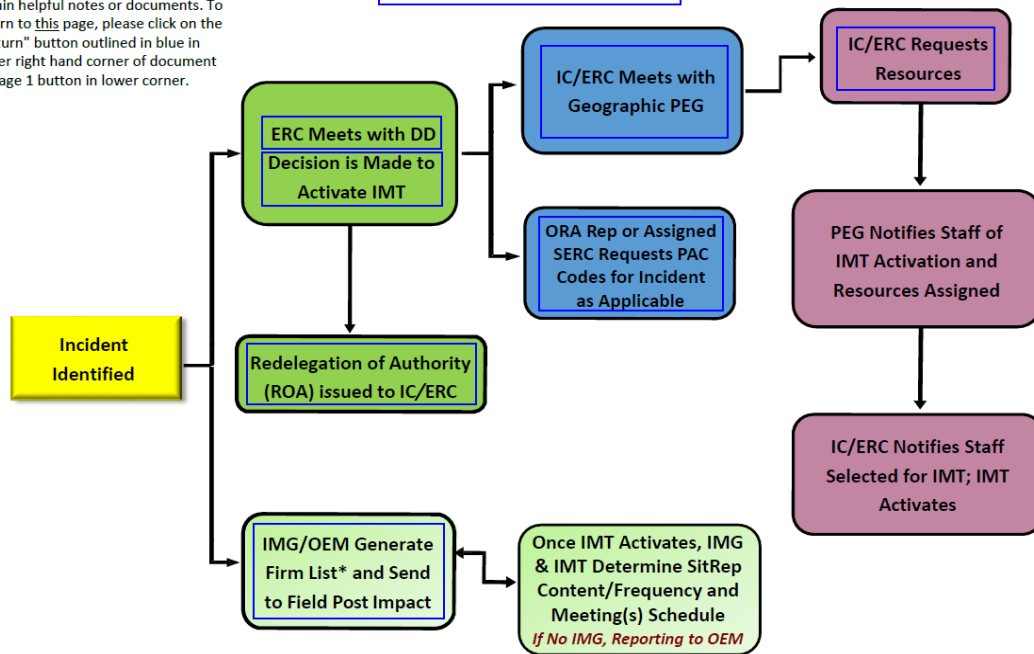 in helpful notes or documents. To
rn to this page, please click on the
turn" button outlined in blue in
er right hand corner of document
age 1 button in lower corner.
IC/ERC Meets with
Geographic PEG
IC/ERC Requests
Resources
ERC Meets with DD
Decision is Made to
Activate IMT
ORA Rep or Assigned
SERC Requests PAC
Codes for Incident
as Applicable
PEG Notifies Staff of
IMT Activation and
Resources Assigned
Incident
Identified
Redelegation of Authority
(ROA) issued to IC/ERC
IC/ERC Notifies Staff
Selected for IMT; IMT
Activates
IMG/OEM Generate
Firm List* and Send
to Field Post Impact
Once IMT Activates, IMG
& IMT Determine SitRep
Content/Frequency and
Meeting(s) Schedule
If No IMG, Reporting to OEM